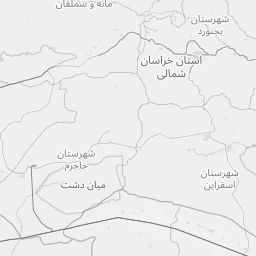 مانه و سملقان
شهرستان
بجنورد
استان خراسان
شمالی
شهرستان
جاجرم
میان دشت
شهرستان
اسفراین